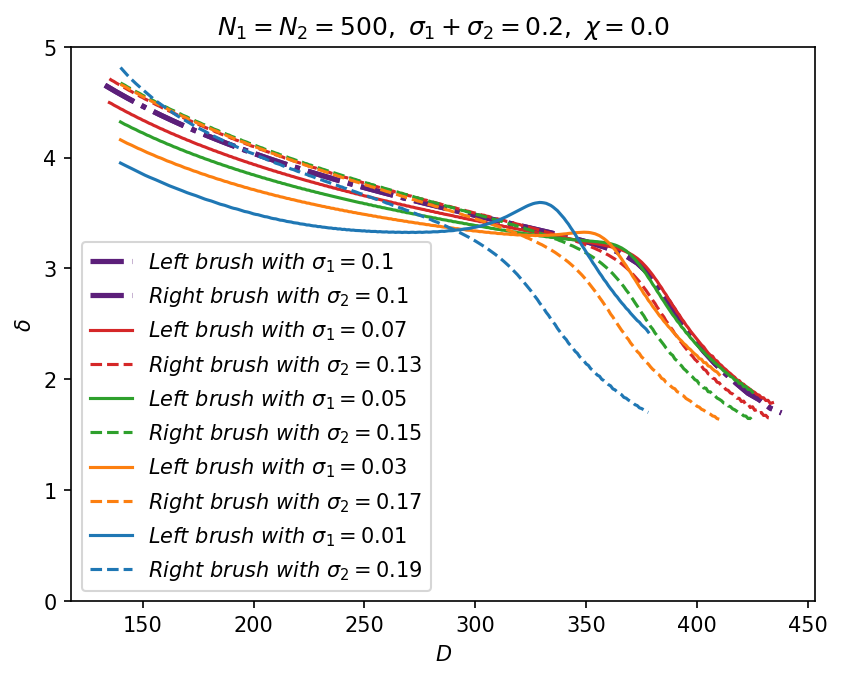 N₁ = N₂ = 500, σ₁ + σ₂ = 0.2, χ = 0.0
5
4
3
2
1
0
δ
Left brush with σ₁ = 0.1
Right brush with σ₂ = 0.1
Left brush with σ₁ = 0.07
Right brush with σ₂ = 0.13
Left brush with σ₁ = 0.05
Right brush with σ₂ = 0.15
Left brush with σ₁ = 0.03
Right brush with σ₂ = 0.17
Left brush with σ₁ = 0.01
Right brush with σ₂ = 0.19
150 200 250 300 350 400 450
D